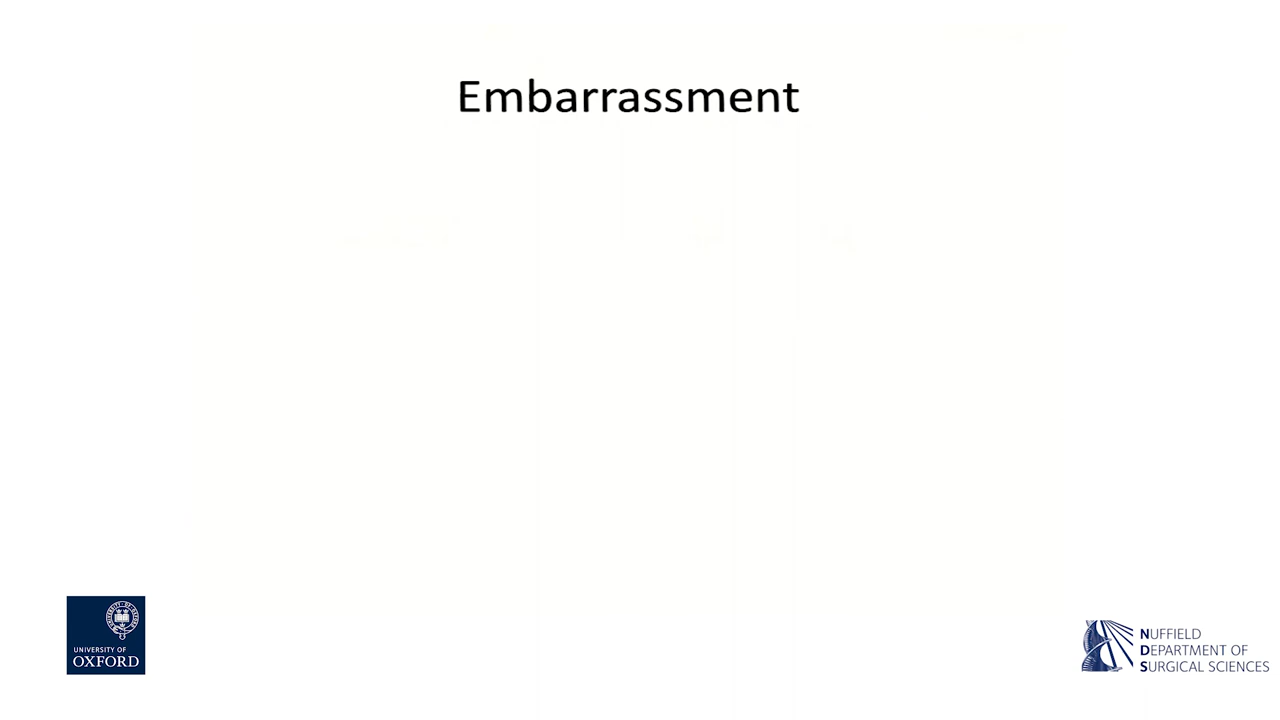 Embarrassment
UNIVERSITY OF
OXFORD
NUFFIELD
DEPARTMENT OF
SURGICAL SCIENCES